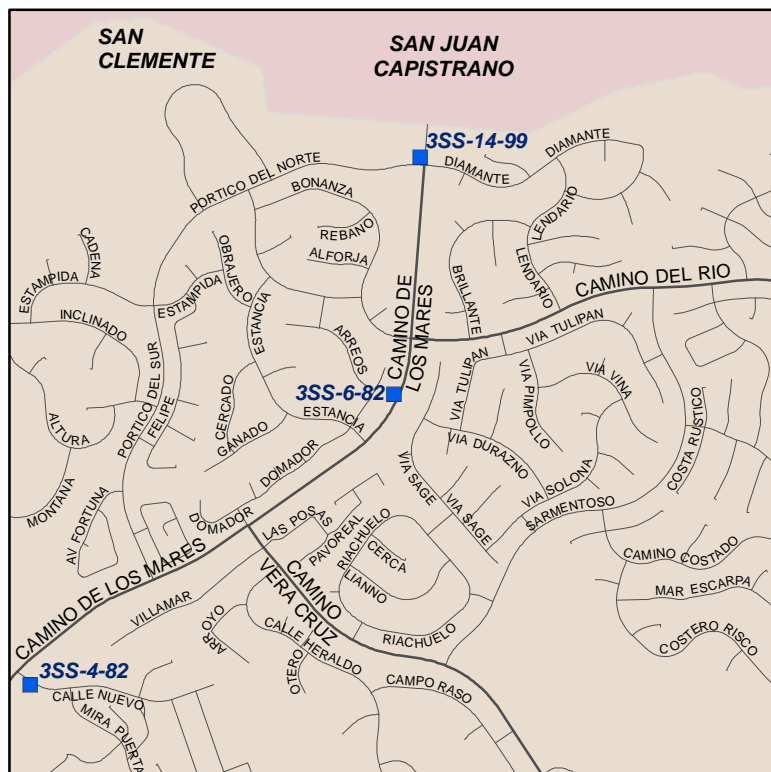 SAN
CLEMENTE
SAN JUAN
CAPISTRANO
3SS-14-99
DIAMANTE
DIAMANTE
PORTICO DEL NORTE
BONANZA
LENDARIO
REBANO
ALFORJA
CADENA
OBRAJERO
ESTAMPIDA
ESTAMPIDA
LENDARIO
BRILLANTE
CAMINO DEL RIO
INCLINADO
ESTANCIA
CAMINO DE
LOS MARES
ARREOS
VIA TULIPAN
VIA TULIPAN
VIA VINA
VIA PIMPOLLO
PORTICO DEL SUR
FELIPE
CERCADO
3SS-6-82
ESTANCIA
GANADO
ALTURA
COSTA RUSTICO
VIA DURAZNO
DOMADOR
VIA SAGE
VIA SOLONA
MONTANA
AV FORTUNA
DOMADOR
VIA SAGE
SARMENTOSO
LAS POSAS
PAVOREAL
RIACHUELO
CERCA
LIANNO
CAMINO COSTADO
CAMINO DE LOS MARES
CAMINO
VERA CRUZ
MAR ESCARPA
VILLAMAR
ARROYO
CALLE HERALDO
RIACHUELO
COSTERO RISCO
OTERO
3SS-4-82
CALLE NUEVO
CAMPO RASO
MIRA PUERTA